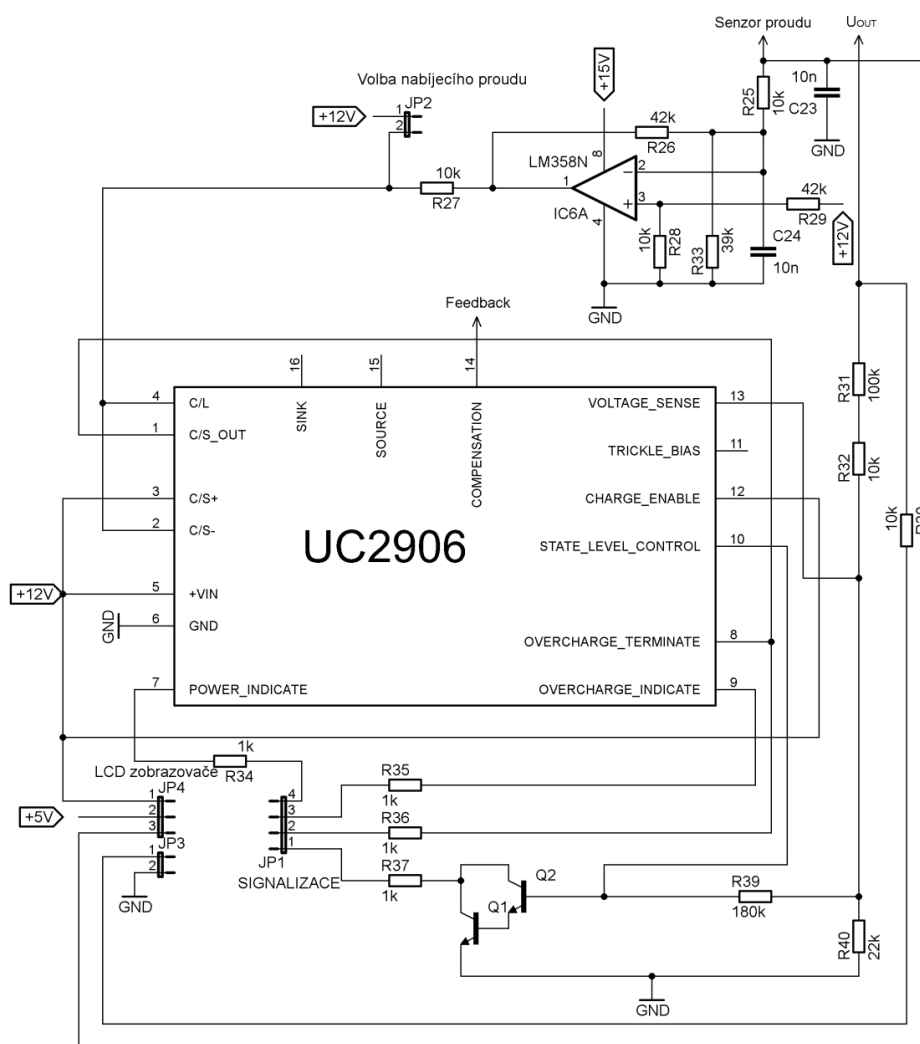 Senzor proudu
UOUT
Volba nabíjecího proudu
+15V
10n
R25
10k
C23
GND
JP2
+12V
1
2
42k
R26
LM358N
8
2
1
3
IC6A
4
10k
R27
42k
R29
+12V
10k
R28
R33
39k
C24
10n
GND
Feedback
16
15
14
SINK
SOURCE
COMPENSATION
4
C/L
1
C/S_OUT
3
C/S+
2
C/S-
5
+VIN
6
GND
7
POWER_INDICATE
UC2906
VOLTAGE_SENSE
13
TRICKLE_BIAS
11
CHARGE_ENABLE
12
STATE_LEVEL_CONTROL
10
OVERCHARGE_TERMINATE
8
OVERCHARGE_INDICATE
9
+12V
GND
R31
100k
R32
10k
10k
1k
R34
LCD zobrazovače
JP4
1
2
3
+5V
JP3
1
2
GND
4
3
2
1
JP1
SIGNALIZACE
R35
1k
R36
1k
R37
1k
Q2
Q1
R39
180k
R40
22k
GND